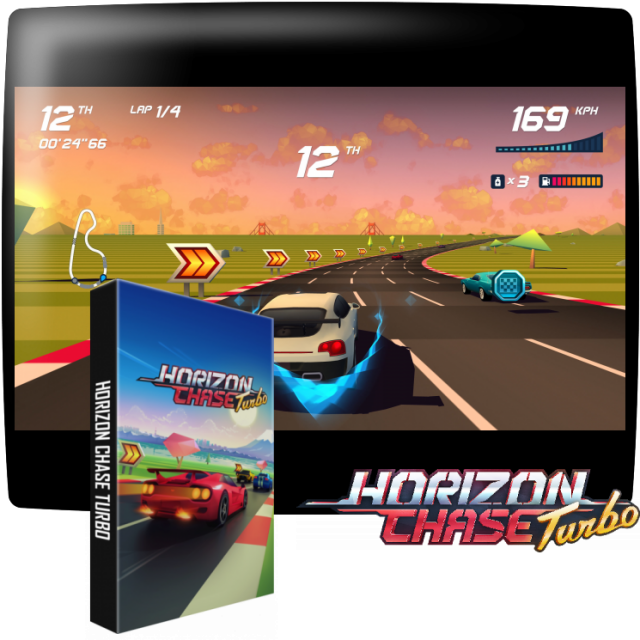 12TH
LAP 1/4
169 KPH
00'24"66
12TH
x 3
HORIZON
CHASE Turbo
HORIZON CHASE TURBO
HORIZON
CHASE Turbo